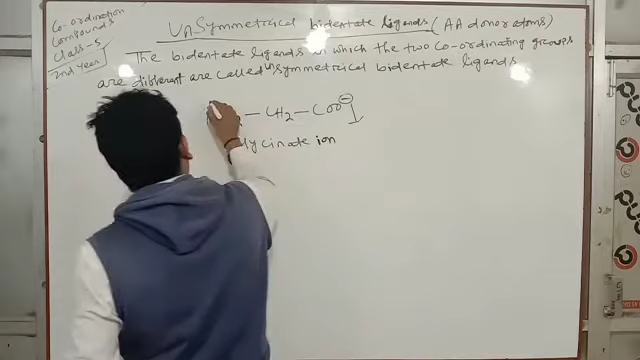 Co-ordination
Compounds
Class-5
2nd Year
UnSymmetrical bidentate ligands (AA donor atoms)
The bidentate ligands in which the two Co-ordinating groups
are different are called unsymmetrical bidentate ligands.
— CH2 — COO⊖]
Glycinate ion